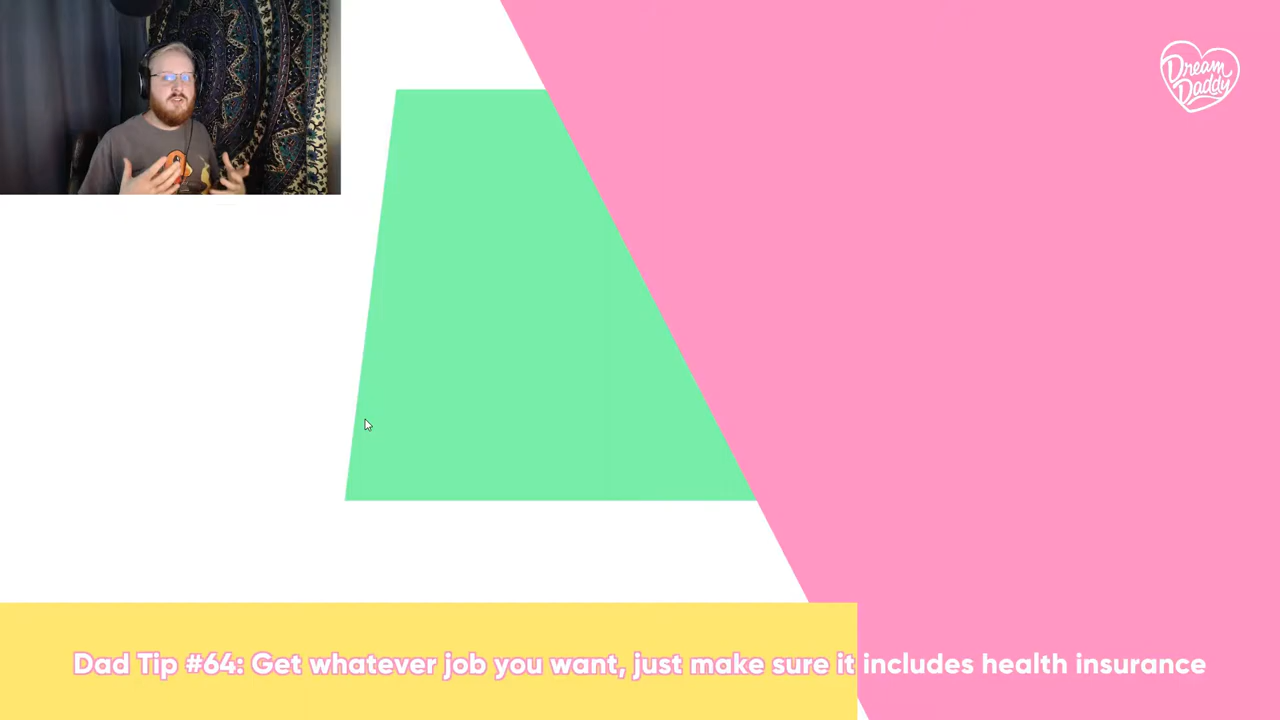 Dream
Daddy
Dad Tip #64: Get whatever job you want, just make sure it includes health insurance